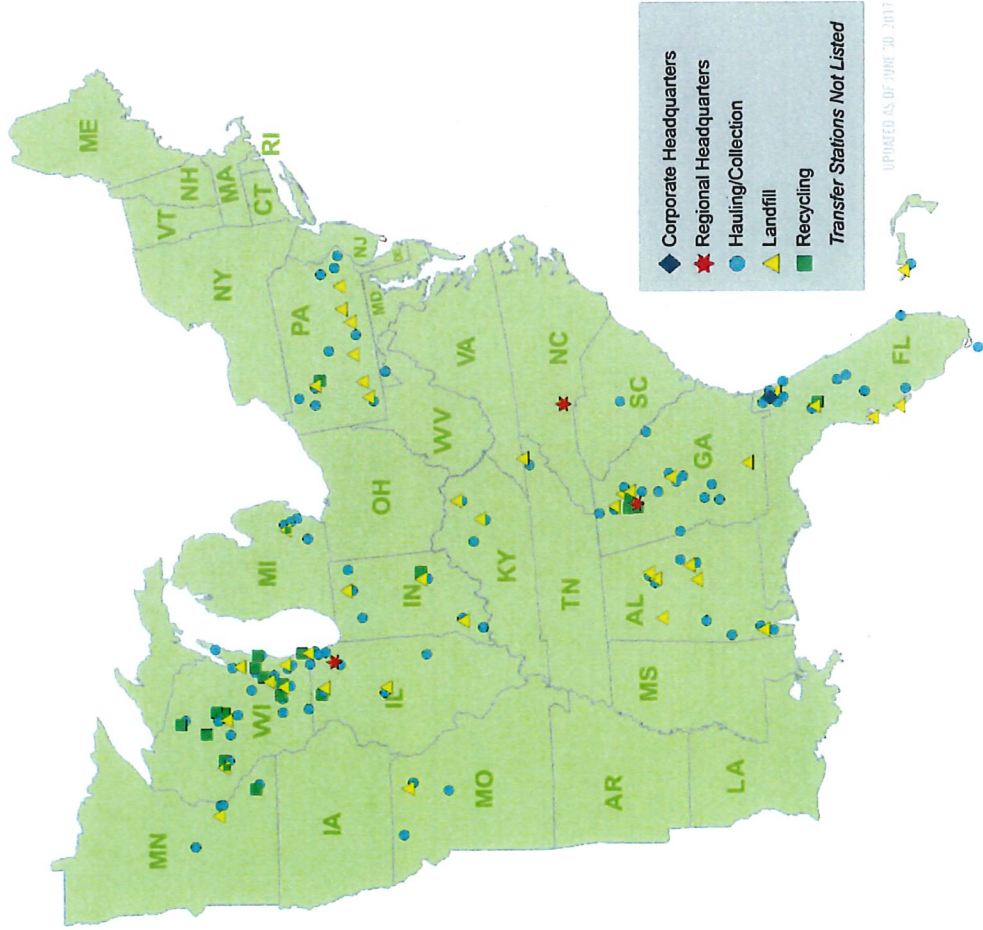 ME
VT
NH
MA
CT
RI
NY
NJ
PA
MD
DE
MI
OH
WV
VA
NC
SC
IN
KY
TN
WI
IL
MN
IA
MO
AR
LA
MS
AL
GA
FL
Corporate Headquarters
Regional Headquarters
Hauling/Collection
Landfill
Recycling
Transfer Stations Not Listed
UPDATED AS OF JUNE 30, 2017